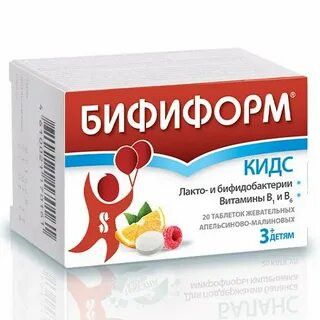 БИФИФОРМ®
КИДС
Лакто- и бифидобактерии
Витамины B₁ и B₆
20 ТАБЛЕТОК ЖЕВАТЕЛЬНЫХ
АПЕЛЬСИНОВО-МАЛИНОВЫХ
3+ ДЕТЯМ
S